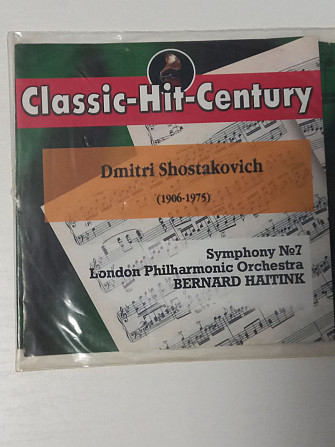 Classic-Hit-Century
Dmitri Shostakovich
(1906-1975)
Symphony №7
London Philharmonic Orchestra
BERNARD HAITINK